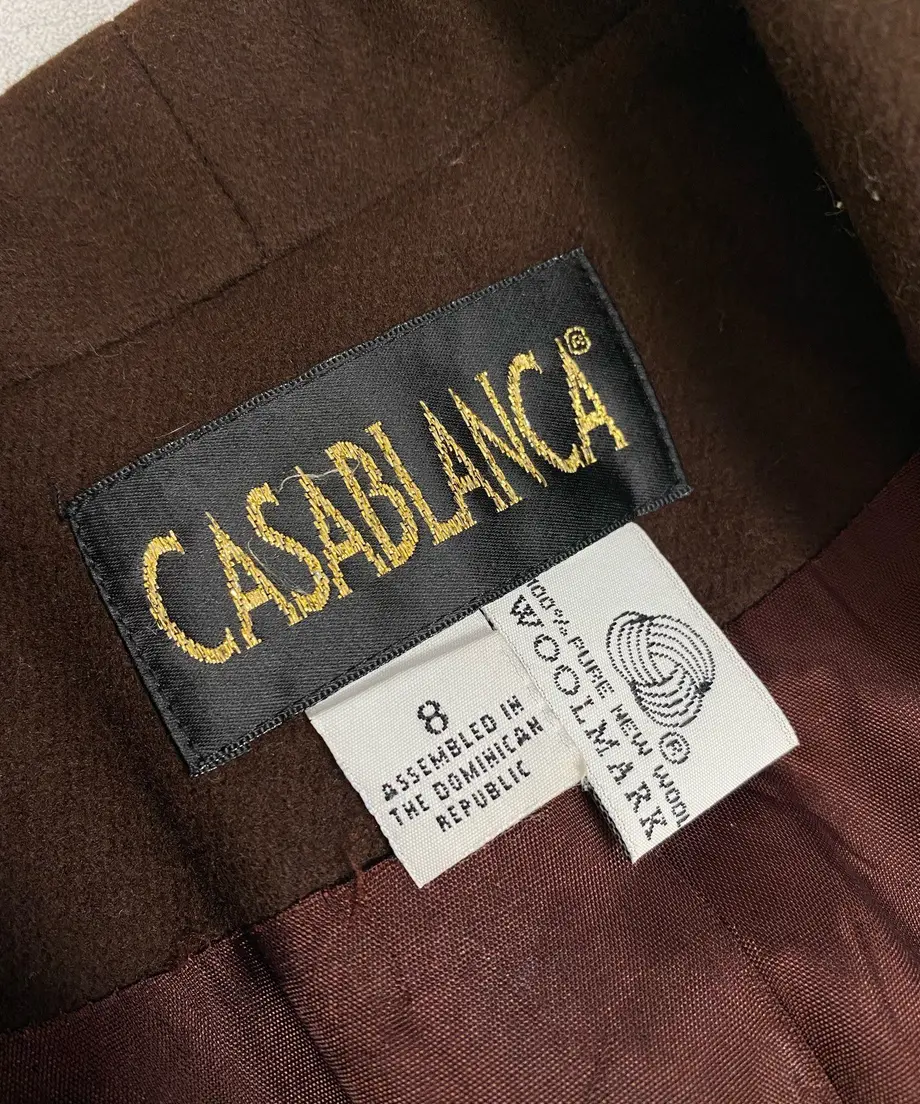 CASABLANCA®
8
ASSEMBLED IN
THE DOMINICAN
REPUBLIC
®
WOOLMARK
100% PURE NEW WOOL